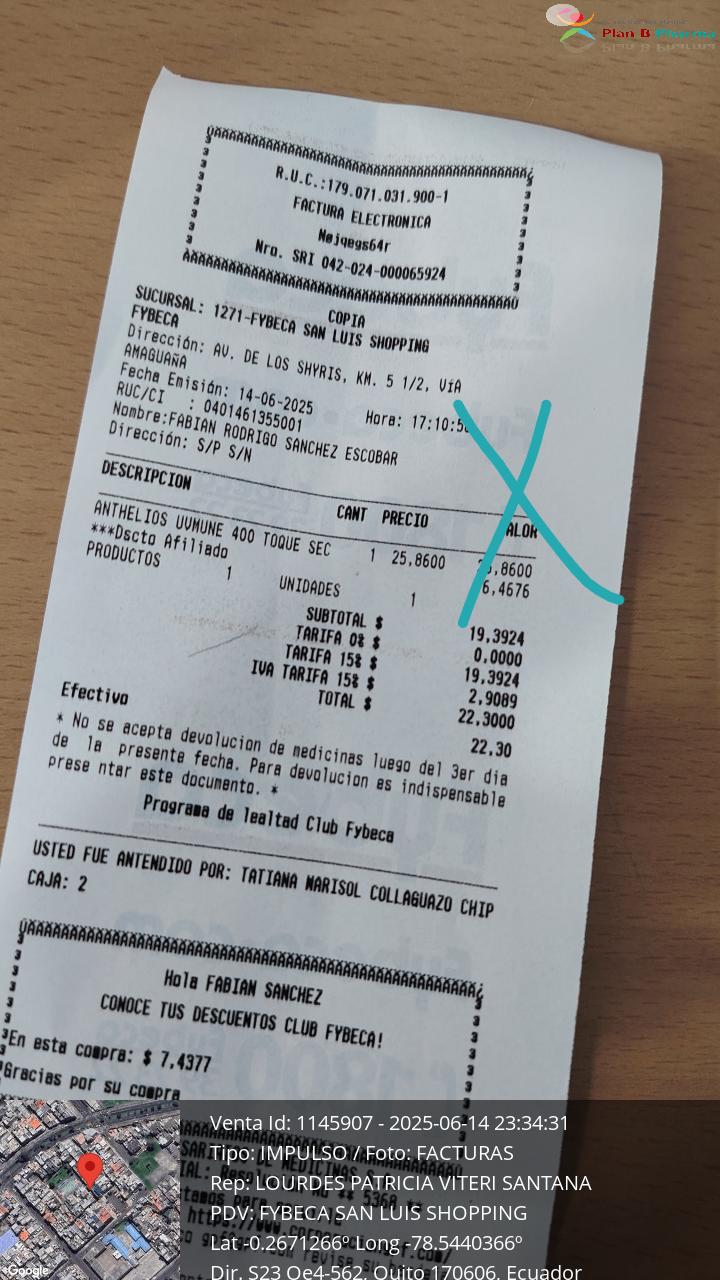 Plan B Pharma
R.U.C.:179.071.031.900-1
FACTURA ELECTRONICA
Nejqegs64r
Nro. SRI 042-024-000065924
COPIA
SUCURSAL: 1271-FYBECA SAN LUIS SHOPPING
FYBECA
Dirección: AV. DE LOS SHYRIS, KM. 5 1/2, VíA
AMAGUAÑA
Fecha Emisión: 14-06-2025 Hora: 17:10:5
RUC/CI : 0401461355001
Nombre:FABIAN RODRIGO SANCHEZ ESCOBAR
Dirección: S/P S/N
DESCRIPCION CANT PRECIO ALOR
ANTHELIOS UVMUNE 400 TOQUE SEC 1 25,8600 ,8600
***Dscto Afiliado 6,4676
PRODUCTOS 1 UNIDADES 1
SUBTOTAL $ 19,3924
TARIFA 0% $ 0.0000
TARIFA 15% $ 19,3924
IVA TARIFA 15% $ 2,9089
TOTAL $ 22,3000
Efectivo 22,30
* No se acepta devolucion de medicinas luego del 3er dia
de la presente fecha. Para devolucion es indispensable
prese ntar este documento. *
Programa de lealtad Club Fybeca
USTED FUE ANTENDIDO POR: TATIANA MARISOL COLLAGUAZO CHIP
CAJA: 2
Hola FABIAN SANCHEZ
CONOCE TUS DESCUENTOS CLUB FYBECA!
En esta compra: $ 7,4377
Gracias por su compra
Venta Id: 1145907 - 2025-06-14 23:34:31
Tipo: IMPULSO / Foto: FACTURAS
Rep: LOURDES PATRICIA VITERI SANTANA
PDV: FYBECA SAN LUIS SHOPPING
Lat -0.2671266º Long -78.5440366º
Dir. S23 Oe4-562, Quito 170606, Ecuador
Google